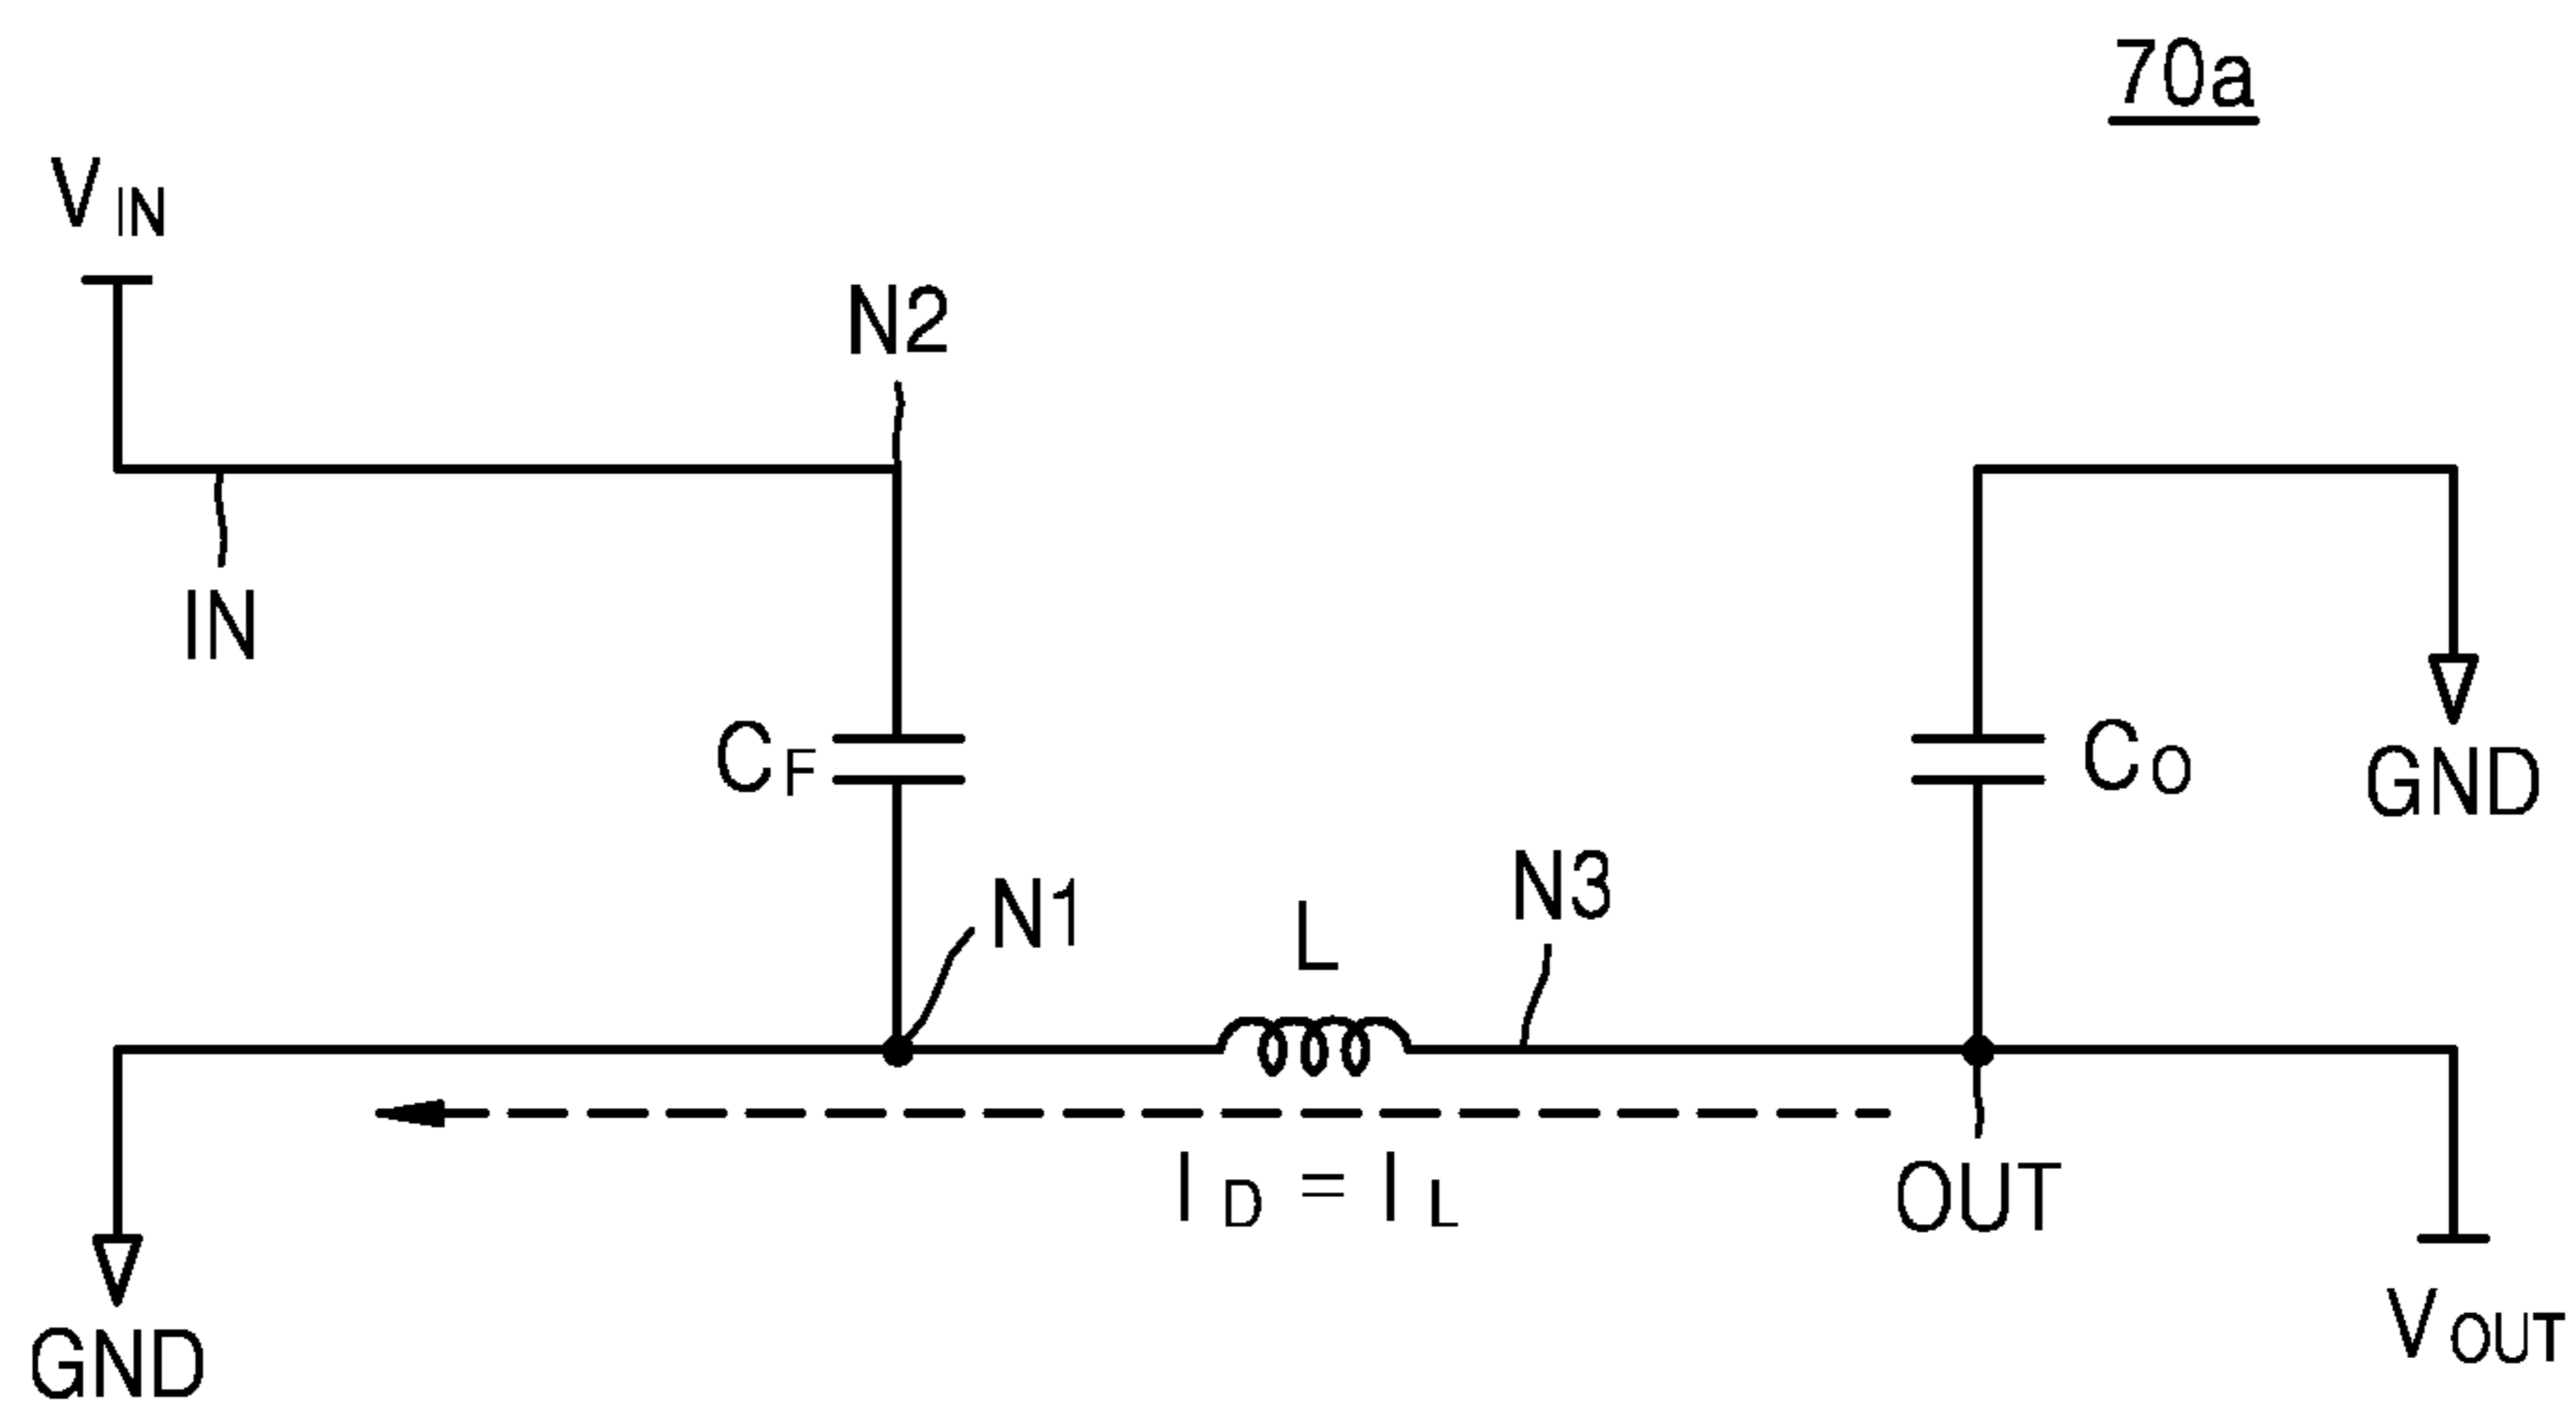 70a
VIN
N2
IN
CF
CO
GND
N1
L
N3
ID = IL
OUT
GND
VOUT